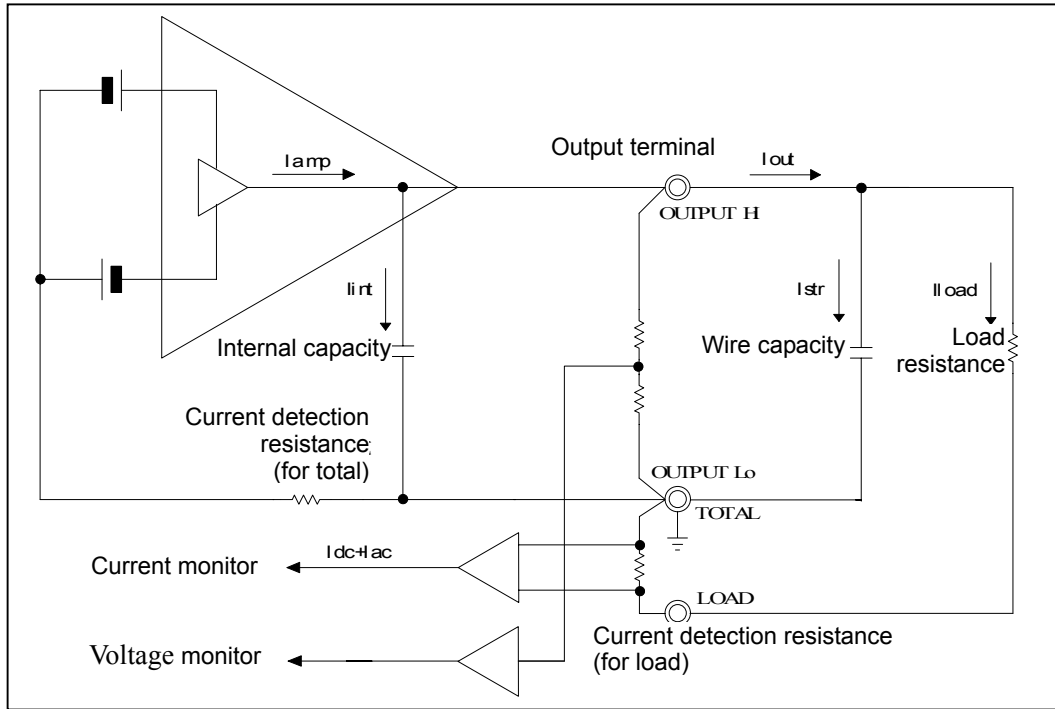 Output terminal
Iamp
Iout
OUTPUT H
Iint
Istr
Iload
Internal capacity
Wire capacity
Load
resistance
Current detection
resistance
(for total)
OUTPUT Lo
TOTAL
Idc+Iac
Current monitor
LOAD
Current detection resistance
(for load)
Voltage monitor